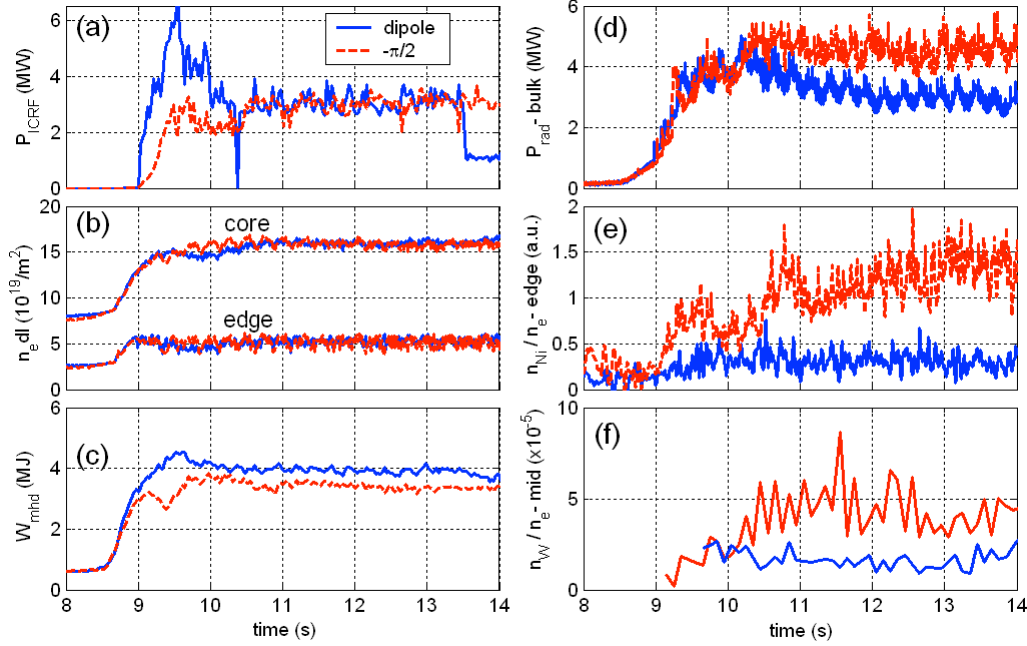 (a)
dipole
-π/2
P_ICRF (MW)
6
4
2
0
(b)
core
edge
n_e dl (10^19/m^2)
20
15
10
5
0
(c)
W_mhd (MJ)
6
4
2
0
8 9 10 11 12 13 14
time (s)
(d)
P_rad - bulk (MW)
6
4
2
0
(e)
n_Ni / n_e - edge (a.u.)
2
1.5
1
0.5
0
(f)
n_W / n_e - mid (x10^-5)
10
5
0
8 9 10 11 12 13 14
time (s)